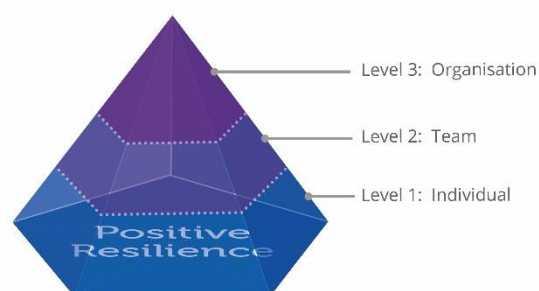 Level 3: Organisation
Level 2: Team
Level 1: Individual
Positive
Resilience